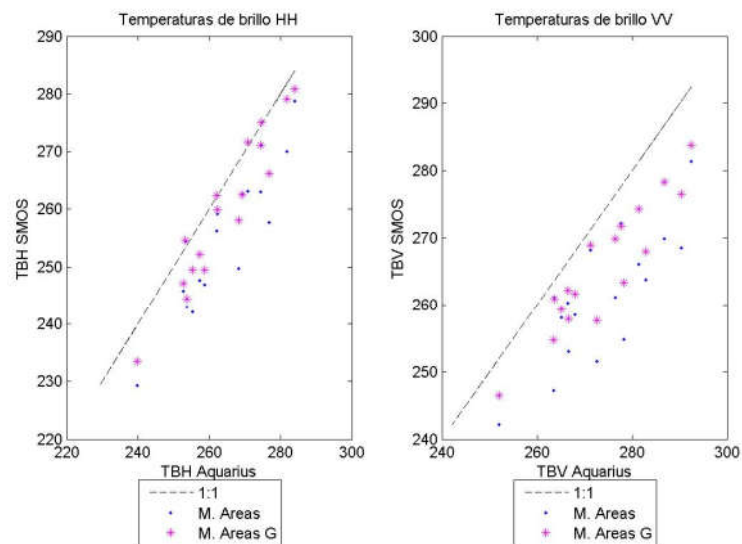 Temperaturas de brillo HH
290
280
270
260
250
240
230
220
TBH SMOS
220
240
260
280
300
TBH Aquarius
1:1
M. Areas
M. Areas G
Temperaturas de brillo VV
300
290
280
270
260
250
240
TBV SMOS
240
260
280
300
TBV Aquarius
1:1
M. Areas
M. Areas G